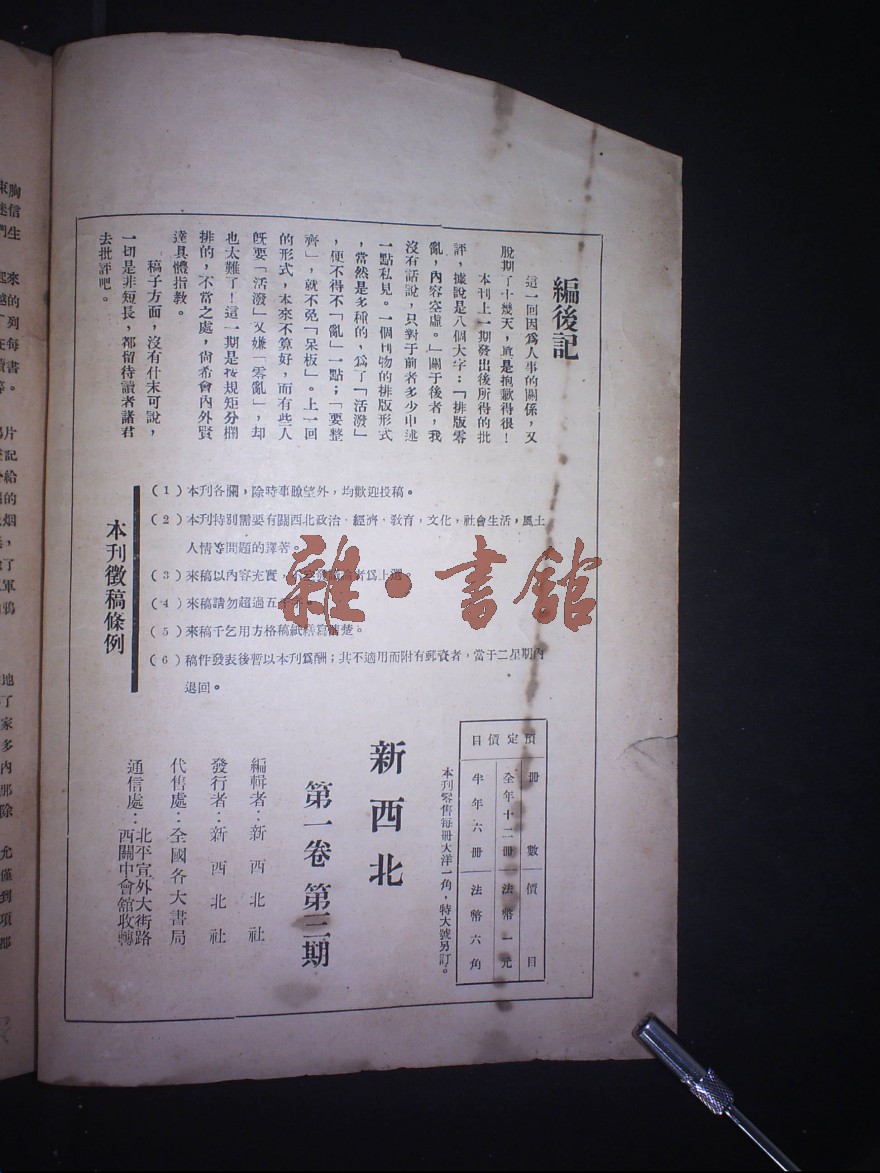 編後記
這一回因爲人事的關係，又
脫期了十幾天，眞是抱歉得很！
本刊上一期發出後所得的批
評，據說是八個大字：「排版零
亂，內容空虛。」關于後者，我
沒有話說，只對于前者多少申述
一點私見。一個刊物的排版形式
，當然是多種的，爲了「活潑」
，便不得不「亂」一點；「要整
齊」，就不免「呆板」。上一回
的形式，本來不算好，而有些人
旣要「活潑」又嫌「零亂」，却
也太難了！這一期是按規矩分欄
排的，不當之處，尙希會內外賢
達具體指教。
稿子方面，沒有什末可說，
一切是非短長，都留待讀者諸君
去批評吧。
本刊徵稿條例
（1）本刊各欄，除時事瞭望外，均歡迎投稿。
（2）本刊特別需要有關西北政治，經濟，敎育，文化，社會生活，風土
人情等問題的譯著。
（3）來稿以內容充實，者爲上選。
（4）來稿請勿超過五
（5）來稿千乞用方格稿紙繕寫淸楚。
（6）稿件發表後暫以本刊爲酬；其不適用而附有郵資者，當于二星期內
退回。
雜·書館
預定價目
冊數 價目
全年十二冊 法幣一元
半年六冊 法幣六角
本刊零售每冊大洋一角，特大號另訂。
新西北
第一卷 第三期
編輯者：新西北社
發行者：新西北社
代售處：全國各大書局
通信處：北平宣外大街路
西關中會館收轉